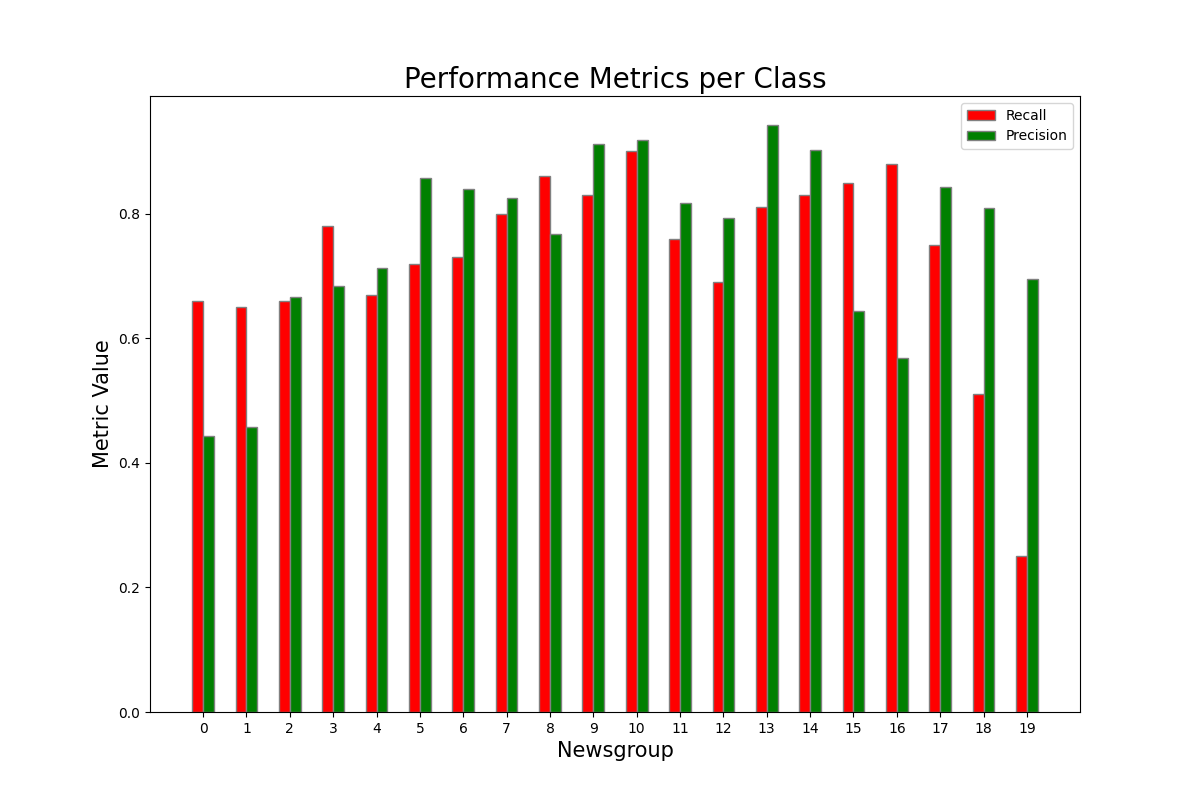 Performance Metrics per Class
Recall
Precision
Metric Value
0.8
0.6
0.4
0.2
0.0
0 1 2 3 4 5 6 7 8 9 10 11 12 13 14 15 16 17 18 19
Newsgroup